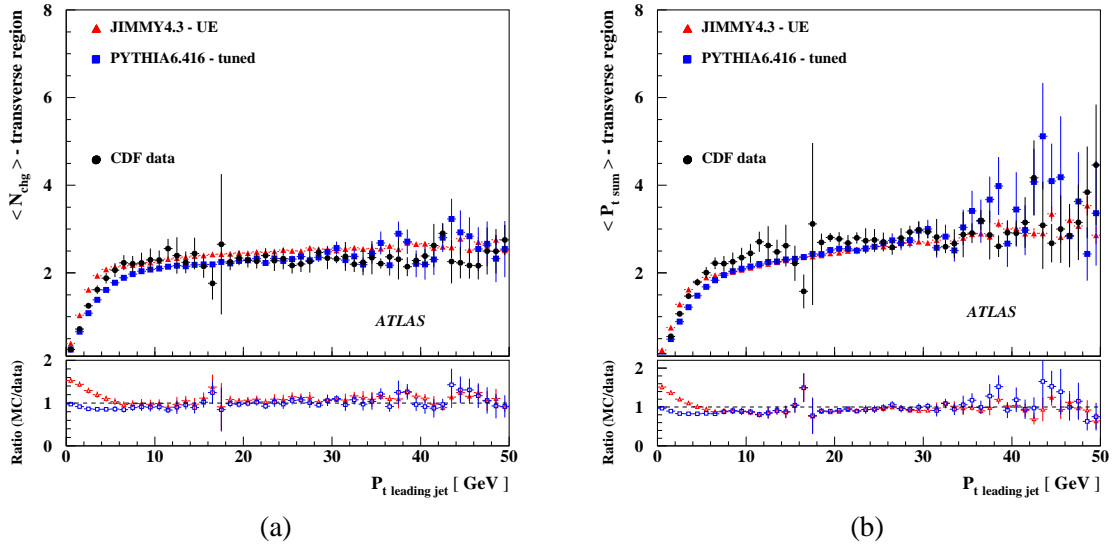 < N_chg > - transverse region
8
6
4
2
JIMMY4.3 - UE
PYTHIA6.416 - tuned
CDF data
ATLAS
Ratio (MC/data)
2
1
0
0 10 20 30 40 50
P_t leading jet [ GeV ]
(a)
< P_t sum > - transverse region
8
6
4
2
JIMMY4.3 - UE
PYTHIA6.416 - tuned
CDF data
ATLAS
Ratio (MC/data)
2
1
0
0 10 20 30 40 50
P_t leading jet [ GeV ]
(b)